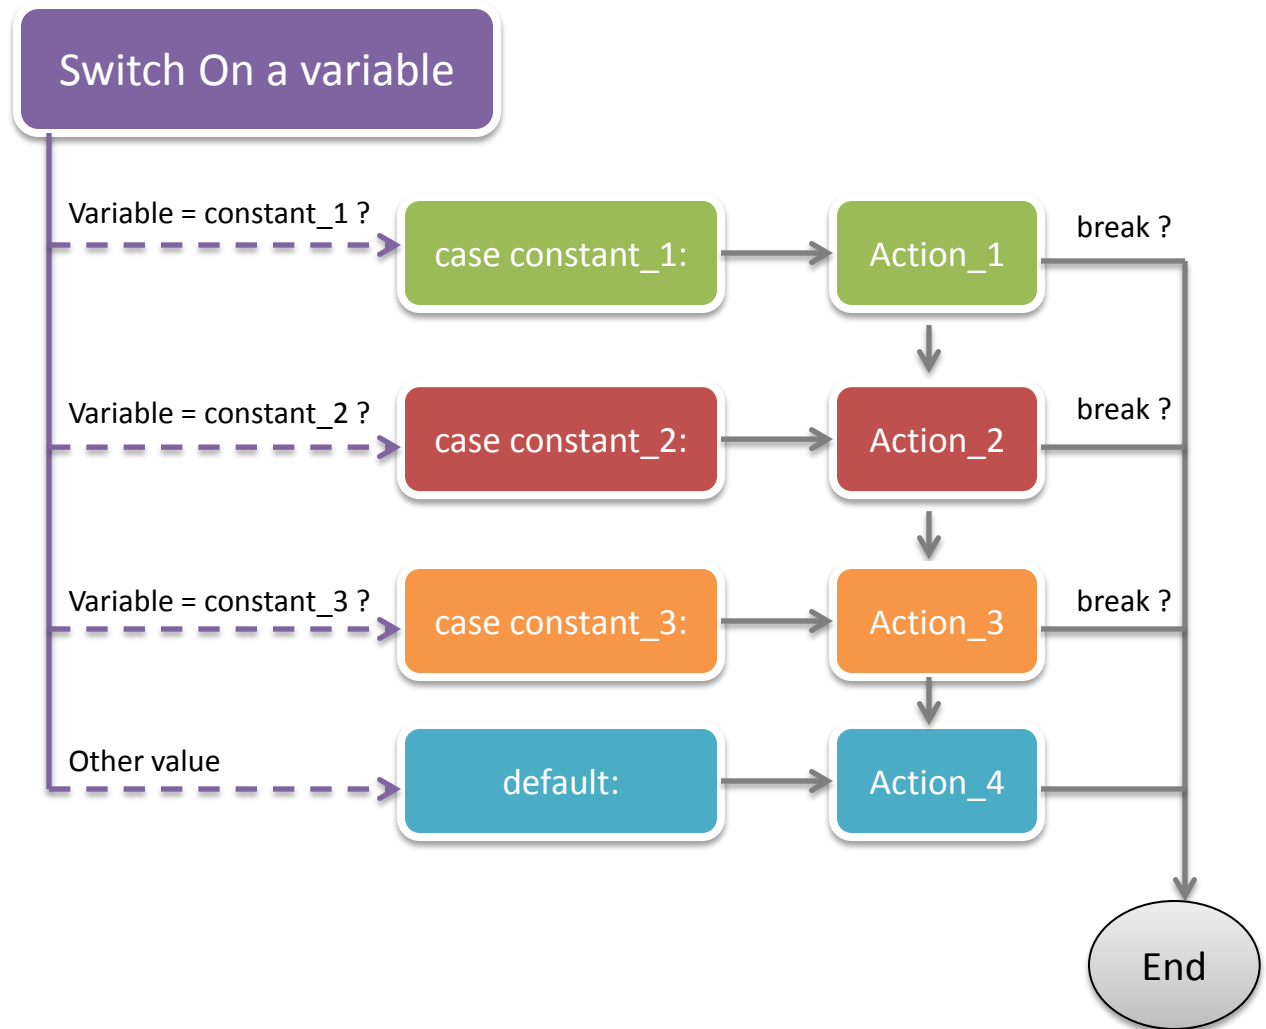 Switch On a variable
Variable = constant_1 ?
case constant_1:
Action_1
break ?
Variable = constant_2 ?
case constant_2:
Action_2
break ?
Variable = constant_3 ?
case constant_3:
Action_3
break ?
Other value
default:
Action_4
End